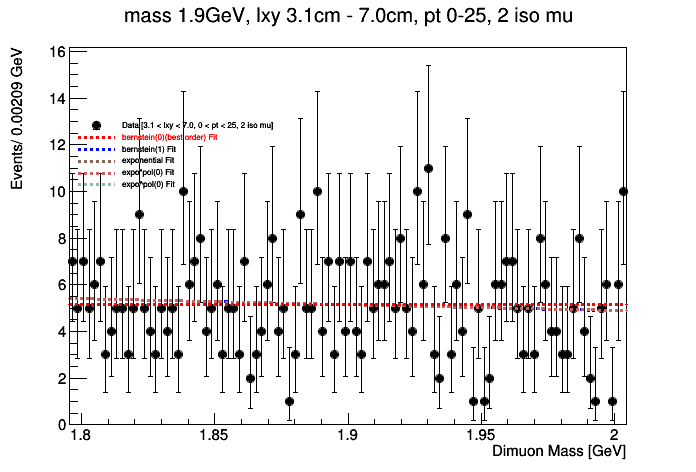 mass 1.9GeV, lxy 3.1cm - 7.0cm, pt 0-25, 2 iso mu
Events/ 0.00209 GeV
16
14
12
10
8
6
4
2
0
Data [3.1 < lxy < 7.0, 0 < pt < 25, 2 iso mu]
bernstein(0)(best order) Fit
bernstein(1) Fit
exponential Fit
expo*pol(0) Fit
expo*pol(0) Fit
1.8 1.85 1.9 1.95 2
Dimuon Mass [GeV]